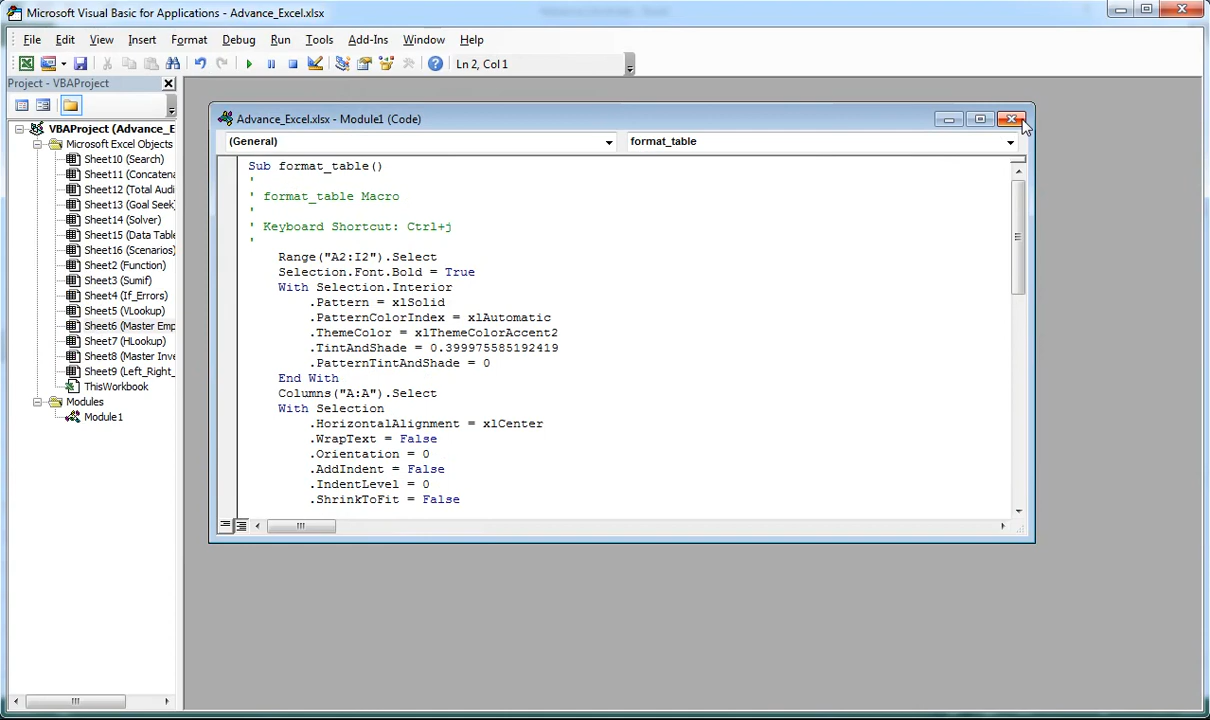 Microsoft Visual Basic for Applications - Advance_Excel.xlsx
File Edit View Insert Format Debug Run Tools Add-Ins Window Help
Ln 2, Col 1
Project - VBAProject
VBAProject (Advance_E
Microsoft Excel Objects
Sheet10 (Search)
Sheet11 (Concatena
Sheet12 (Total Audi
Sheet13 (Goal Seek)
Sheet14 (Solver)
Sheet15 (Data Table
Sheet16 (Scenarios)
Sheet2 (Function)
Sheet3 (Sumif)
Sheet4 (If_Errors)
Sheet5 (VLookup)
Sheet6 (Master Emp
Sheet7 (HLookup)
Sheet8 (Master Inve
Sheet9 (Left_Right_
ThisWorkbook
Modules
Module1
Advance_Excel.xlsx - Module1 (Code)
(General) format_table
Sub format_table()
'
' format_table Macro
'
' Keyboard Shortcut: Ctrl+j
'
Range("A2:I2").Select
Selection.Font.Bold = True
With Selection.Interior
.Pattern = xlSolid
.PatternColorIndex = xlAutomatic
.ThemeColor = xlThemeColorAccent2
.TintAndShade = 0.399975585192419
.PatternTintAndShade = 0
End With
Columns("A:A").Select
With Selection
.HorizontalAlignment = xlCenter
.WrapText = False
.Orientation = 0
.AddIndent = False
.IndentLevel = 0
.ShrinkToFit = False